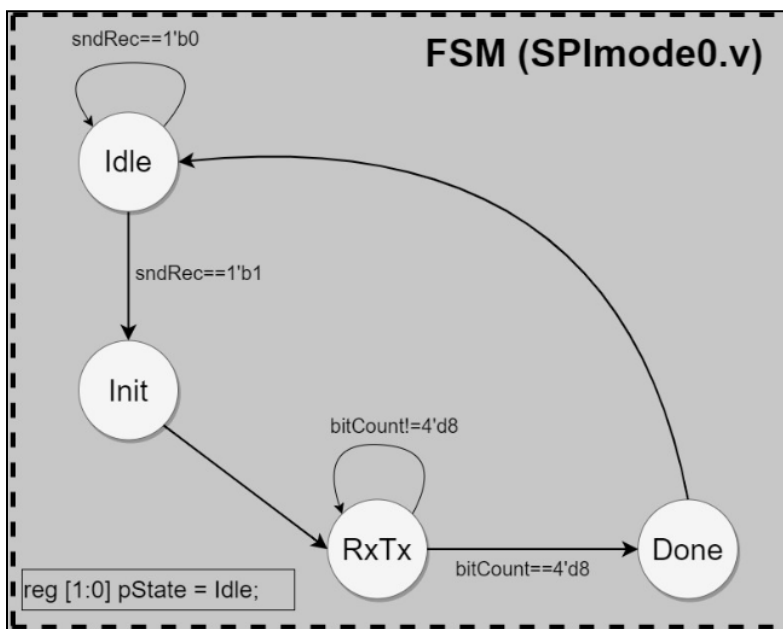 sndRec==1'b0
FSM (SPImode0.v)
Idle
sndRec==1'b1
Init
bitCount!=4'd8
RxTx
Done
bitCount==4'd8
reg [1:0] pState = Idle;